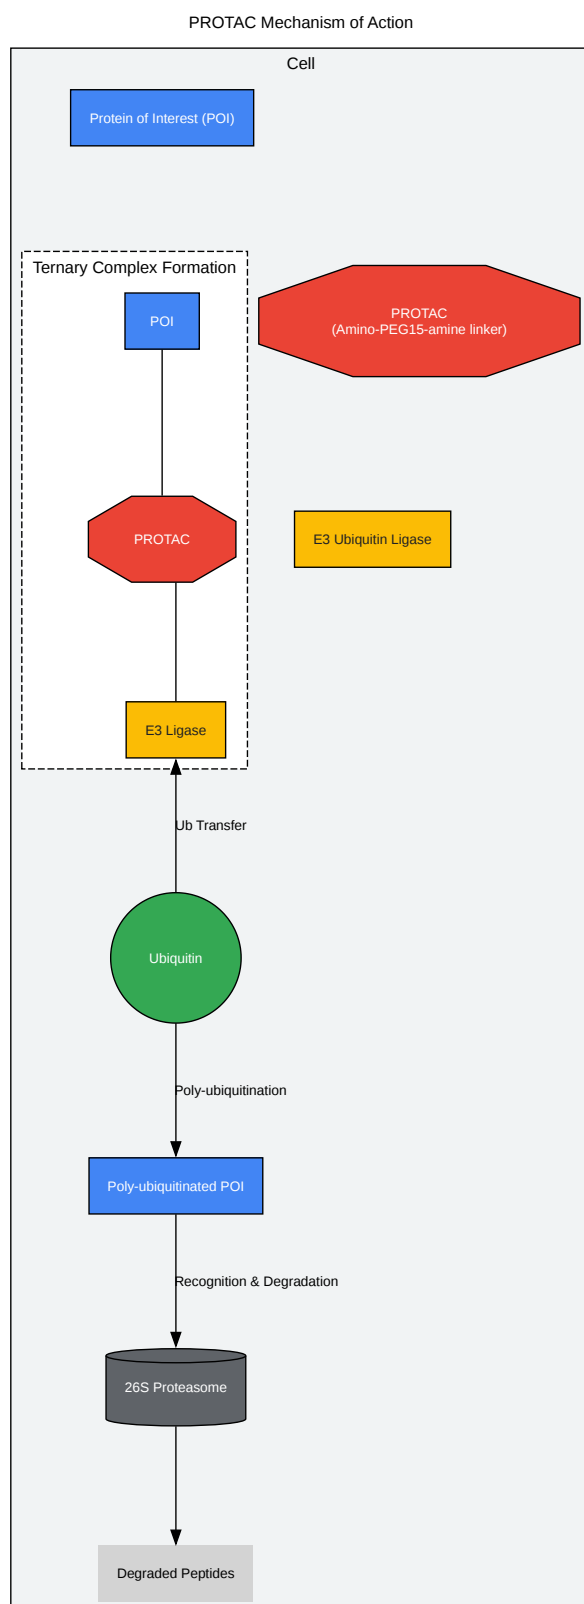 PROTAC Mechanism of Action
Cell
Protein of Interest (POI)
Ternary Complex Formation
POI
PROTAC
(Amino-PEG15-amine linker)
PROTAC
E3 Ubiquitin Ligase
E3 Ligase
Ub Transfer
Ubiquitin
Poly-ubiquitination
Poly-ubiquitinated POI
Recognition & Degradation
26S Proteasome
Degraded Peptides